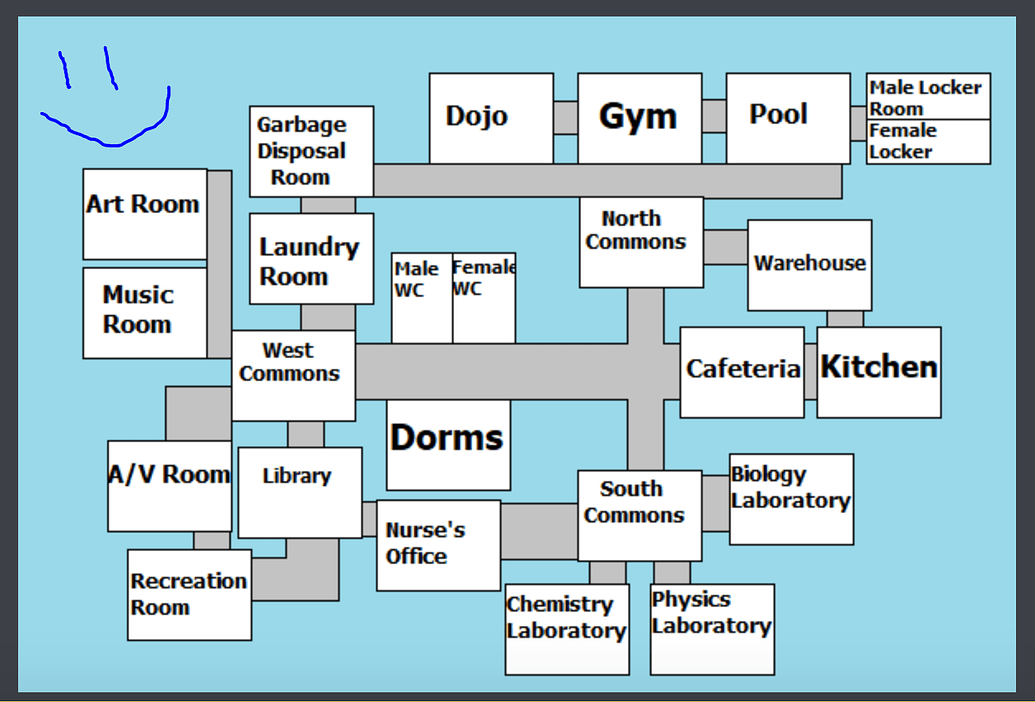 Dojo
Gym
Pool
Male Locker
Room
Female
Locker
Garbage
Disposal
Room
Art Room
North
Commons
Laundry
Room
Male
WC
Female
WC
Warehouse
Music
Room
West
Commons
Cafeteria
Kitchen
Dorms
A/V Room
Library
South
Commons
Biology
Laboratory
Nurse's
Office
Recreation
Room
Chemistry
Laboratory
Physics
Laboratory